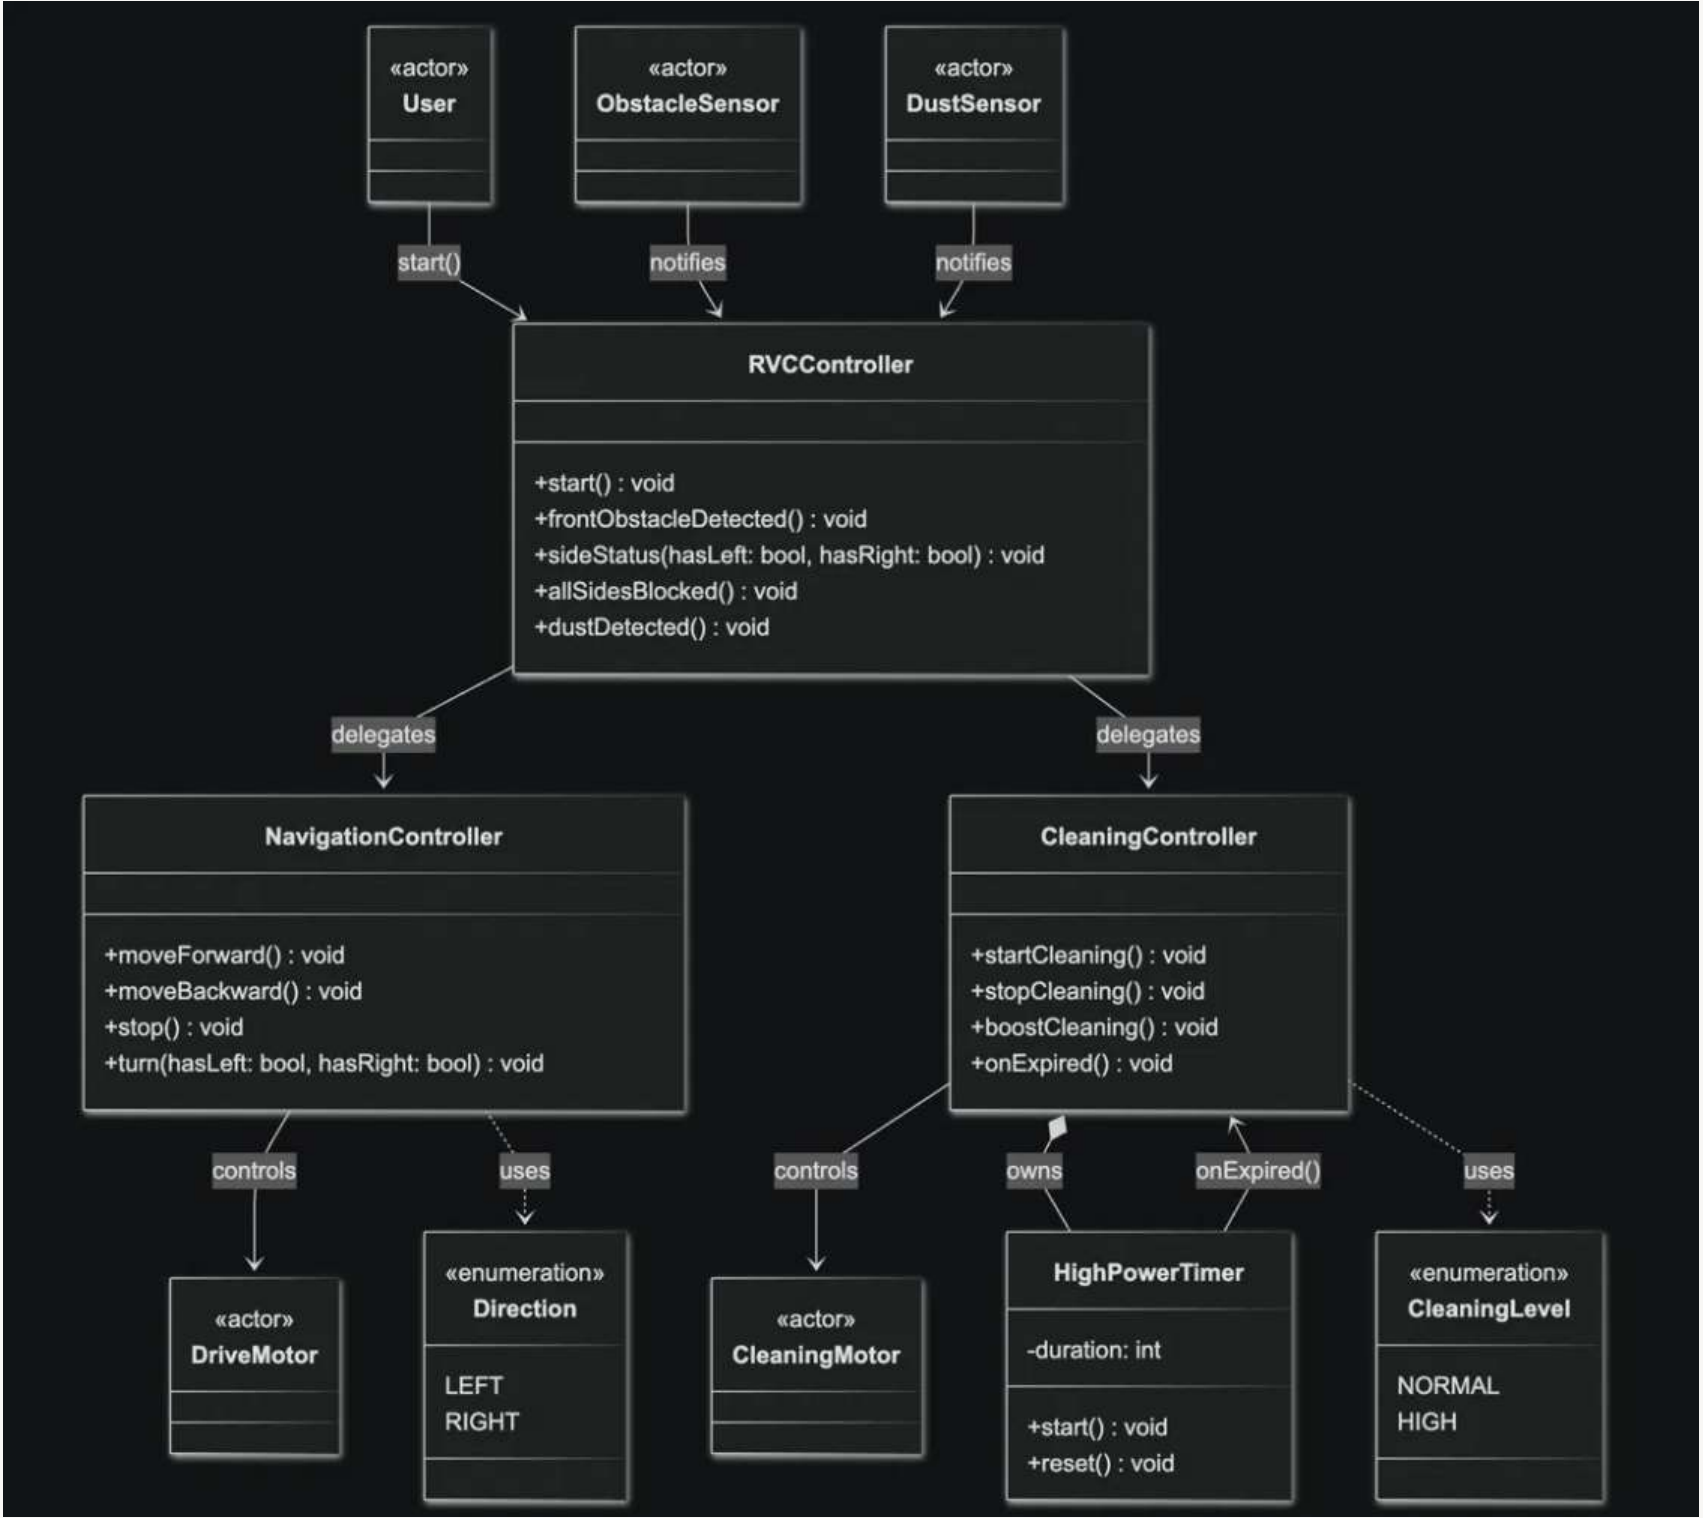 «actor»
User
«actor»
ObstacleSensor
«actor»
DustSensor
start()
notifies
notifies
RVCController
+start() : void
+frontObstacleDetected() : void
+sideStatus(hasLeft: bool, hasRight: bool) : void
+allSidesBlocked() : void
+dustDetected() : void
delegates
delegates
NavigationController
+moveForward() : void
+moveBackward() : void
+stop() : void
+turn(hasLeft: bool, hasRight: bool) : void
CleaningController
+startCleaning() : void
+stopCleaning() : void
+boostCleaning() : void
+onExpired() : void
controls
uses
controls
owns
onExpired()
uses
«actor»
DriveMotor
«enumeration»
Direction
LEFT
RIGHT
«actor»
CleaningMotor
HighPowerTimer
-duration: int
+start() : void
+reset() : void
«enumeration»
CleaningLevel
NORMAL
HIGH